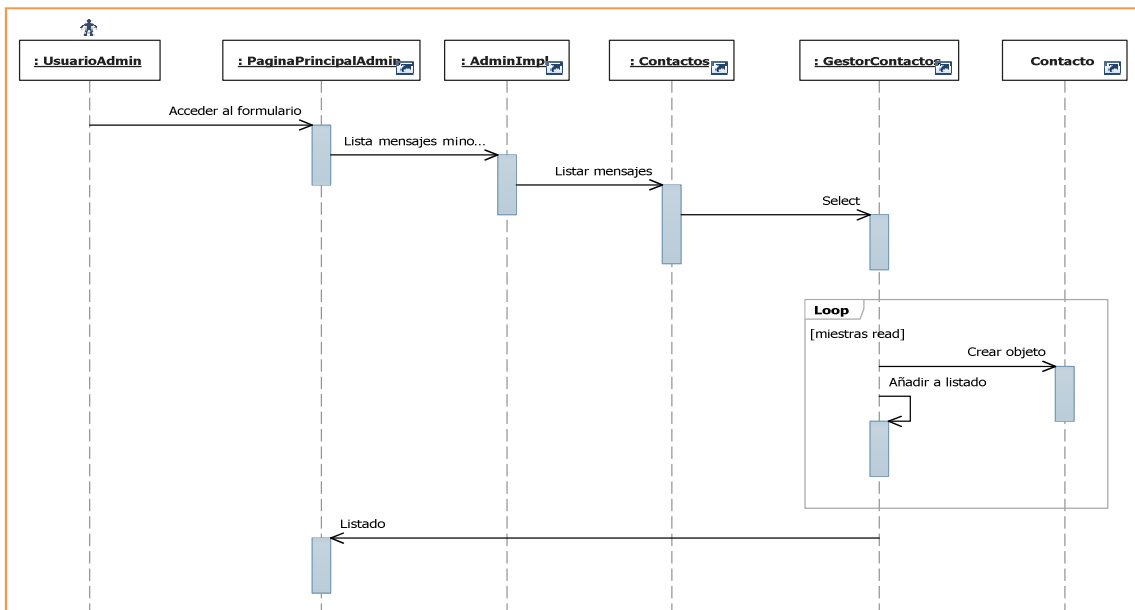 : UsuarioAdmin
: PaginaPrincipalAdmin
: AdminImpl
: Contactos
: GestorContactos
Contacto
Acceder al formulario
Lista mensajes mino...
Listar mensajes
Select
Loop
[miestras read]
Crear objeto
Añadir a listado
Listado